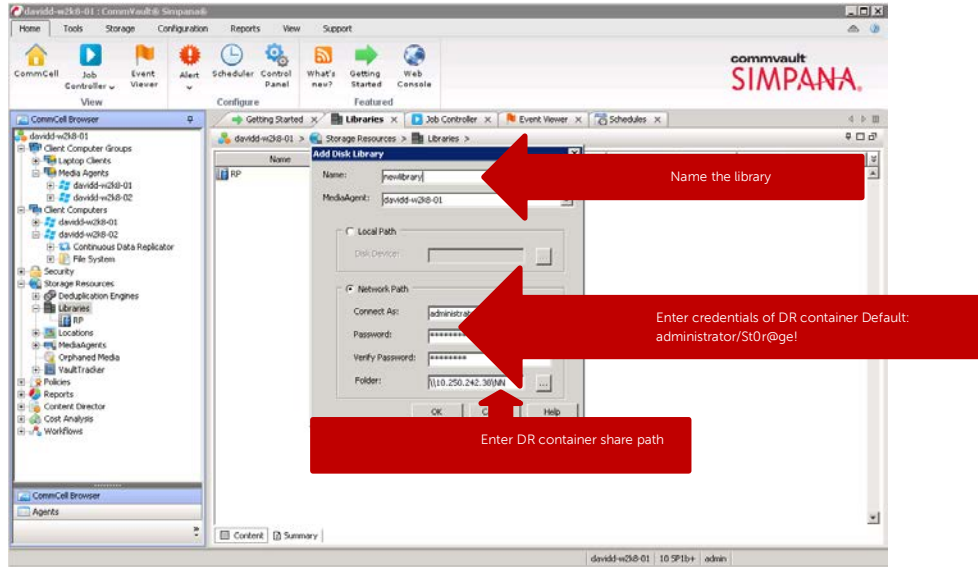 davidd-w2k8-01 : CommVault® Simpana®
Home Tools Storage Configuration Reports View Support
CommCell Job Controller Event Viewer Alert Scheduler Control Panel What's new? Getting Started Web Console
View Configure Featured
commvault
SIMPANA
CommCell Browser
Getting Started Libraries Job Controller Event Viewer Schedules
davidd-w2k8-01
davidd-w2k8-01 > Storage Resources > Libraries >
Client Computer Groups
Laptop Clients
Media Agents
davidd-w2k8-01
davidd-w2k8-02
Client Computers
davidd-w2k8-01
davidd-w2k8-02
Continuous Data Replicator
File System
Security
Storage Resources
Deduplication Engines
Libraries
RP
Locations
MediaAgents
Orphaned Media
VaultTracker
Policies
Reports
Content Director
Cost Analysis
Workflows
CommCell Browser
Agents
Name
RP
Add Disk Library
Name: newlibrary
MediaAgent: davidd-w2k8-01
Local Path
Disk Device:
Network Path
Connect As:
Password: ********
Verify Password: ********
Folder: \\10.250.242.30\NN
OK Help
Name the library
Enter credentials of DR container Default:
administrator/St0r@ge!
Enter DR container share path
Content Summary
davidd-w2k8-01 10 SP1b+ admin